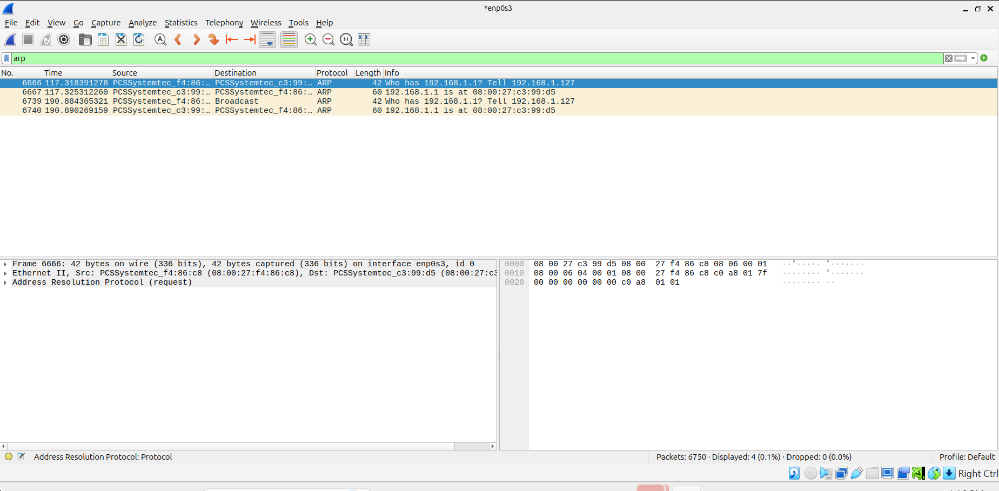 *enp0s3
File Edit View Go Capture Analyze Statistics Telephony Wireless Tools Help
arp
No. Time Source Destination Protocol Length Info
6666 117.318391278 PCSSystemtec_f4:86:… PCSSystemtec_c3:99:… ARP 42 Who has 192.168.1.1? Tell 192.168.1.127
6667 117.325312260 PCSSystemtec_c3:99:… PCSSystemtec_f4:86:… ARP 60 192.168.1.1 is at 08:00:27:c3:99:d5
6739 190.884365321 PCSSystemtec_f4:86:… Broadcast ARP 42 Who has 192.168.1.1? Tell 192.168.1.127
6740 190.890269159 PCSSystemtec_c3:99:… PCSSystemtec_f4:86:… ARP 60 192.168.1.1 is at 08:00:27:c3:99:d5
Frame 6666: 42 bytes on wire (336 bits), 42 bytes captured (336 bits) on interface enp0s3, id 0
Ethernet II, Src: PCSSystemtec_f4:86:c8 (08:00:27:f4:86:c8), Dst: PCSSystemtec_c3:99:d5 (08:00:27:c3
Address Resolution Protocol (request)
0000 08 00 27 c3 99 d5 08 00 27 f4 86 c8 08 06 00 01 ··'····· '·······
0010 08 00 06 04 00 01 08 00 27 f4 86 c8 c0 a8 01 7f ········ '·······
0020 00 00 00 00 00 00 c0 a8 01 01 ········ ··
Address Resolution Protocol: Protocol
Packets: 6750 · Displayed: 4 (0.1%) · Dropped: 0 (0.0%)
Profile: Default
Right Ctrl